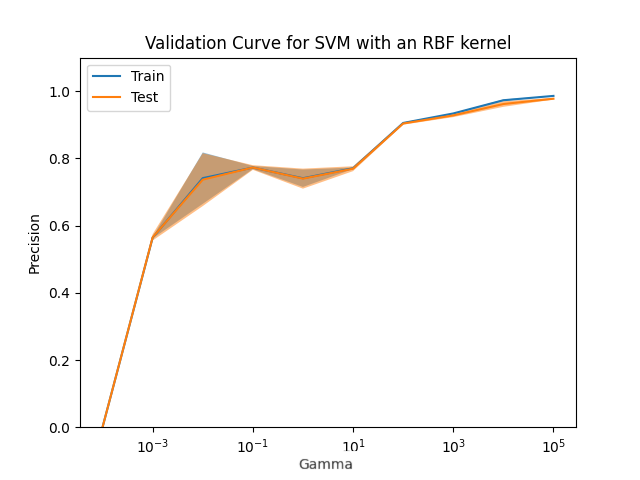 Validation Curve for SVM with an RBF kernel
Train
Test
Precision
1.0
0.8
0.6
0.4
0.2
0.0
10⁻³ 10⁻¹ 10¹ 10³ 10⁵
Gamma